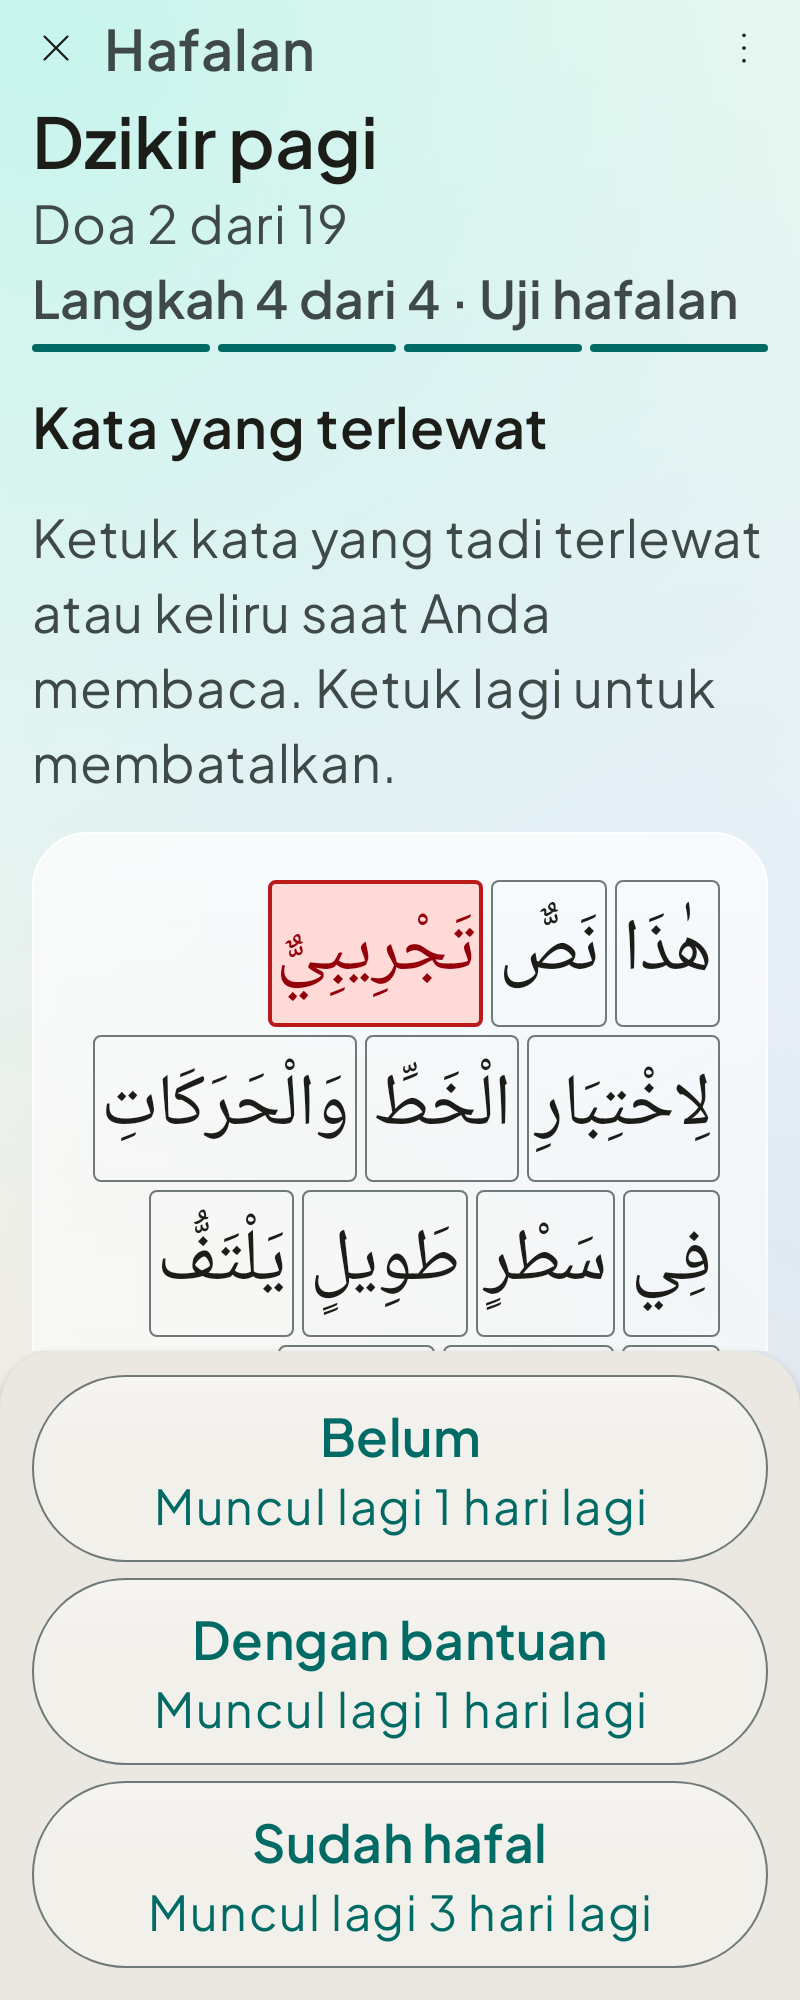 Hafalan
Dzikir pagi
Doa 2 dari 19
Langkah 4 dari 4 · Uji hafalan
Kata yang terlewat
Ketuk kata yang tadi terlewat
atau keliru saat Anda
membaca. Ketuk lagi untuk
membatalkan.
هٰذَا نَصٌّ تَجْرِيبِيٌّ
لِاخْتِبَارِ الْخَطِّ وَالْحَرَكَاتِ
فِي سَطْرٍ طَوِيلٍ يَلْتَفُّ
Belum
Muncul lagi 1 hari lagi
Dengan bantuan
Muncul lagi 1 hari lagi
Sudah hafal
Muncul lagi 3 hari lagi